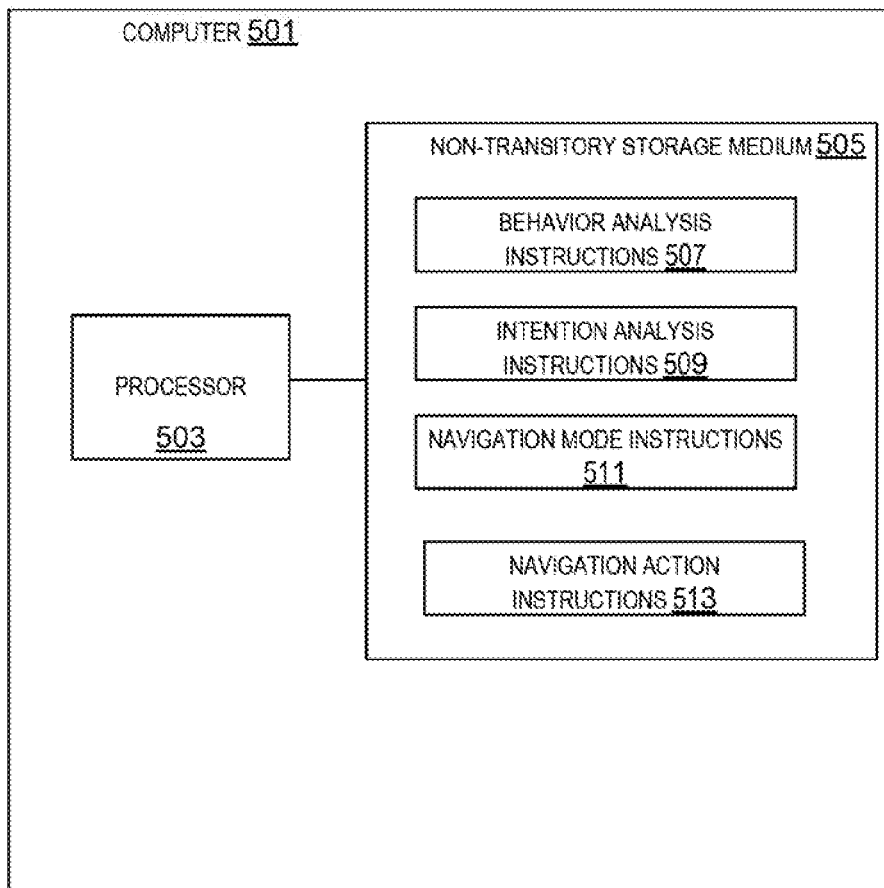 COMPUTER 501
NON-TRANSITORY STORAGE MEDIUM 505
BEHAVIOR ANALYSIS
INSTRUCTIONS 507
INTENTION ANALYSIS
INSTRUCTIONS 509
PROCESSOR
503
NAVIGATION MODE INSTRUCTIONS
511
NAVIGATION ACTION
INSTRUCTIONS 513